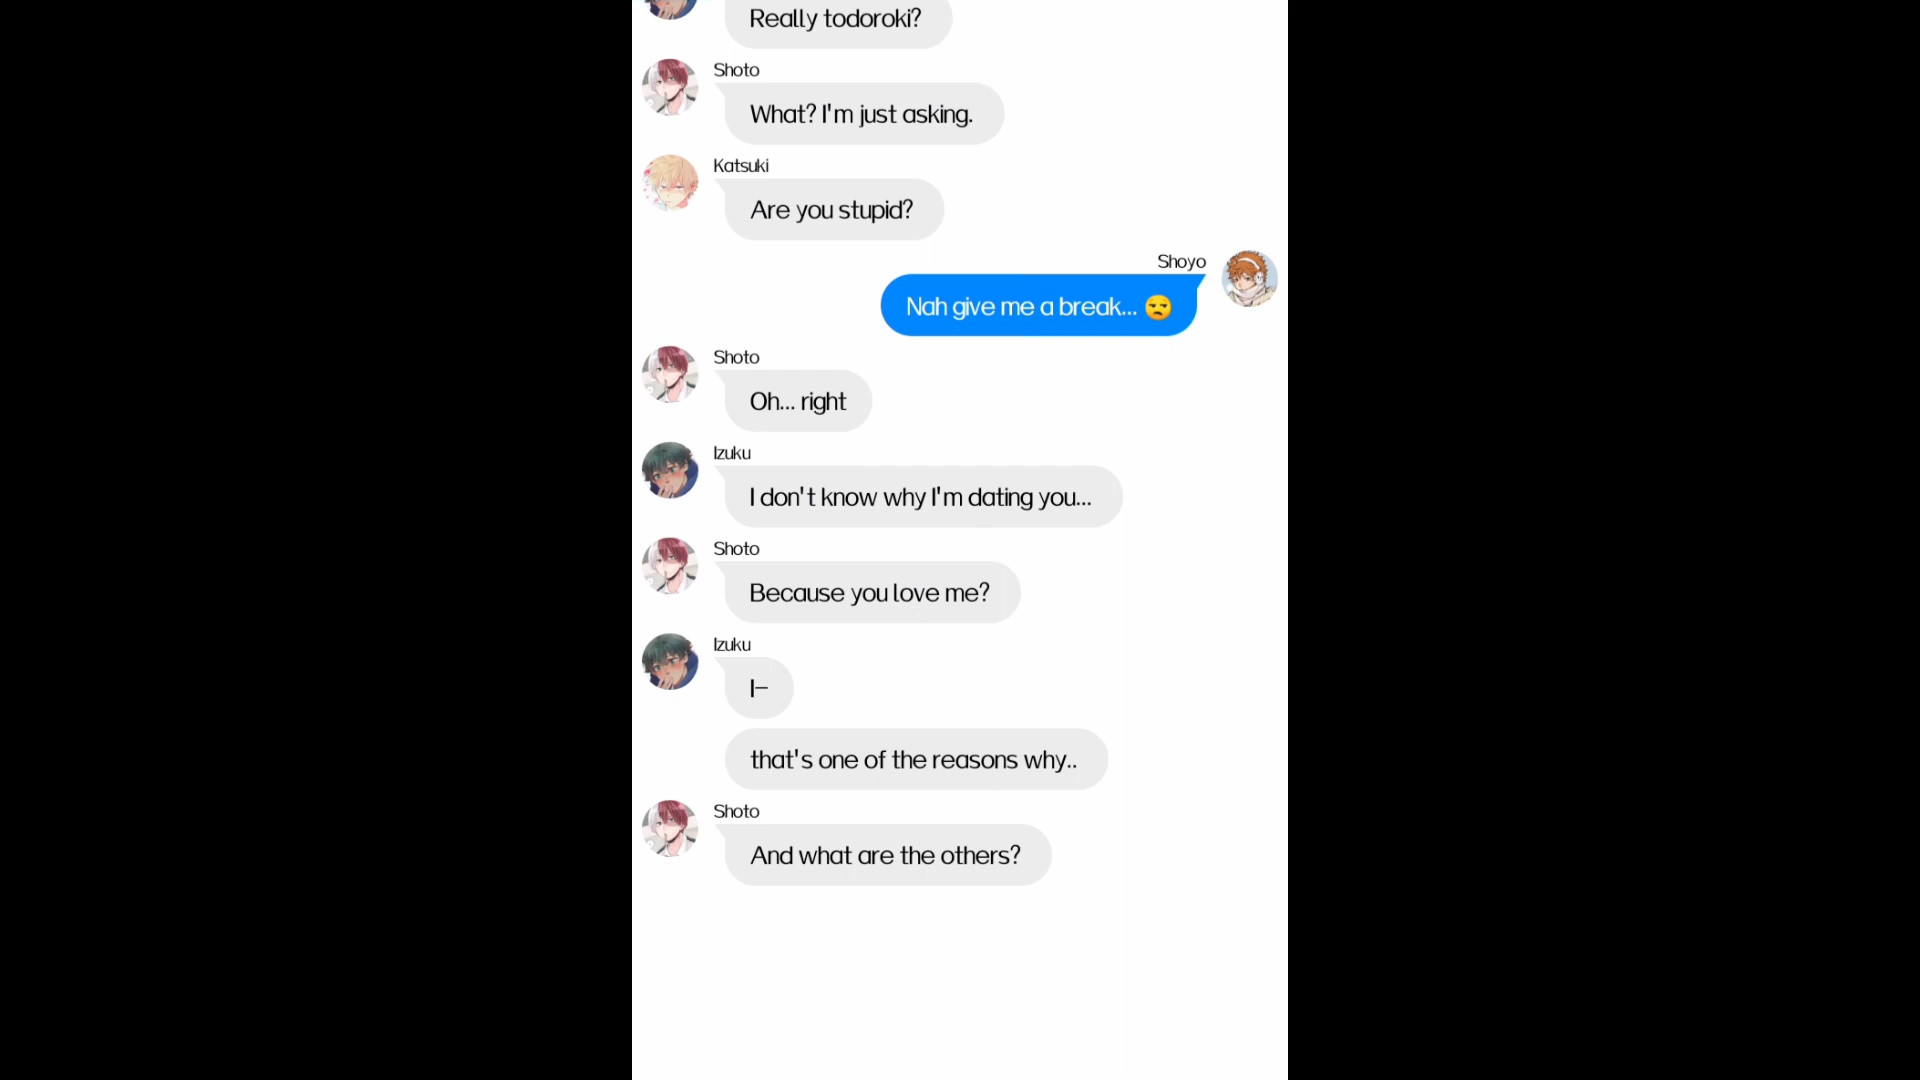 Really todoroki?
Shoto
What? I'm just asking.
Katsuki
Are you stupid?
Shoyo
Nah give me a break... 😒
Shoto
Oh... right
Izuku
I don't know why I'm dating you...
Shoto
Because you love me?
Izuku
I–
that's one of the reasons why..
Shoto
And what are the others?